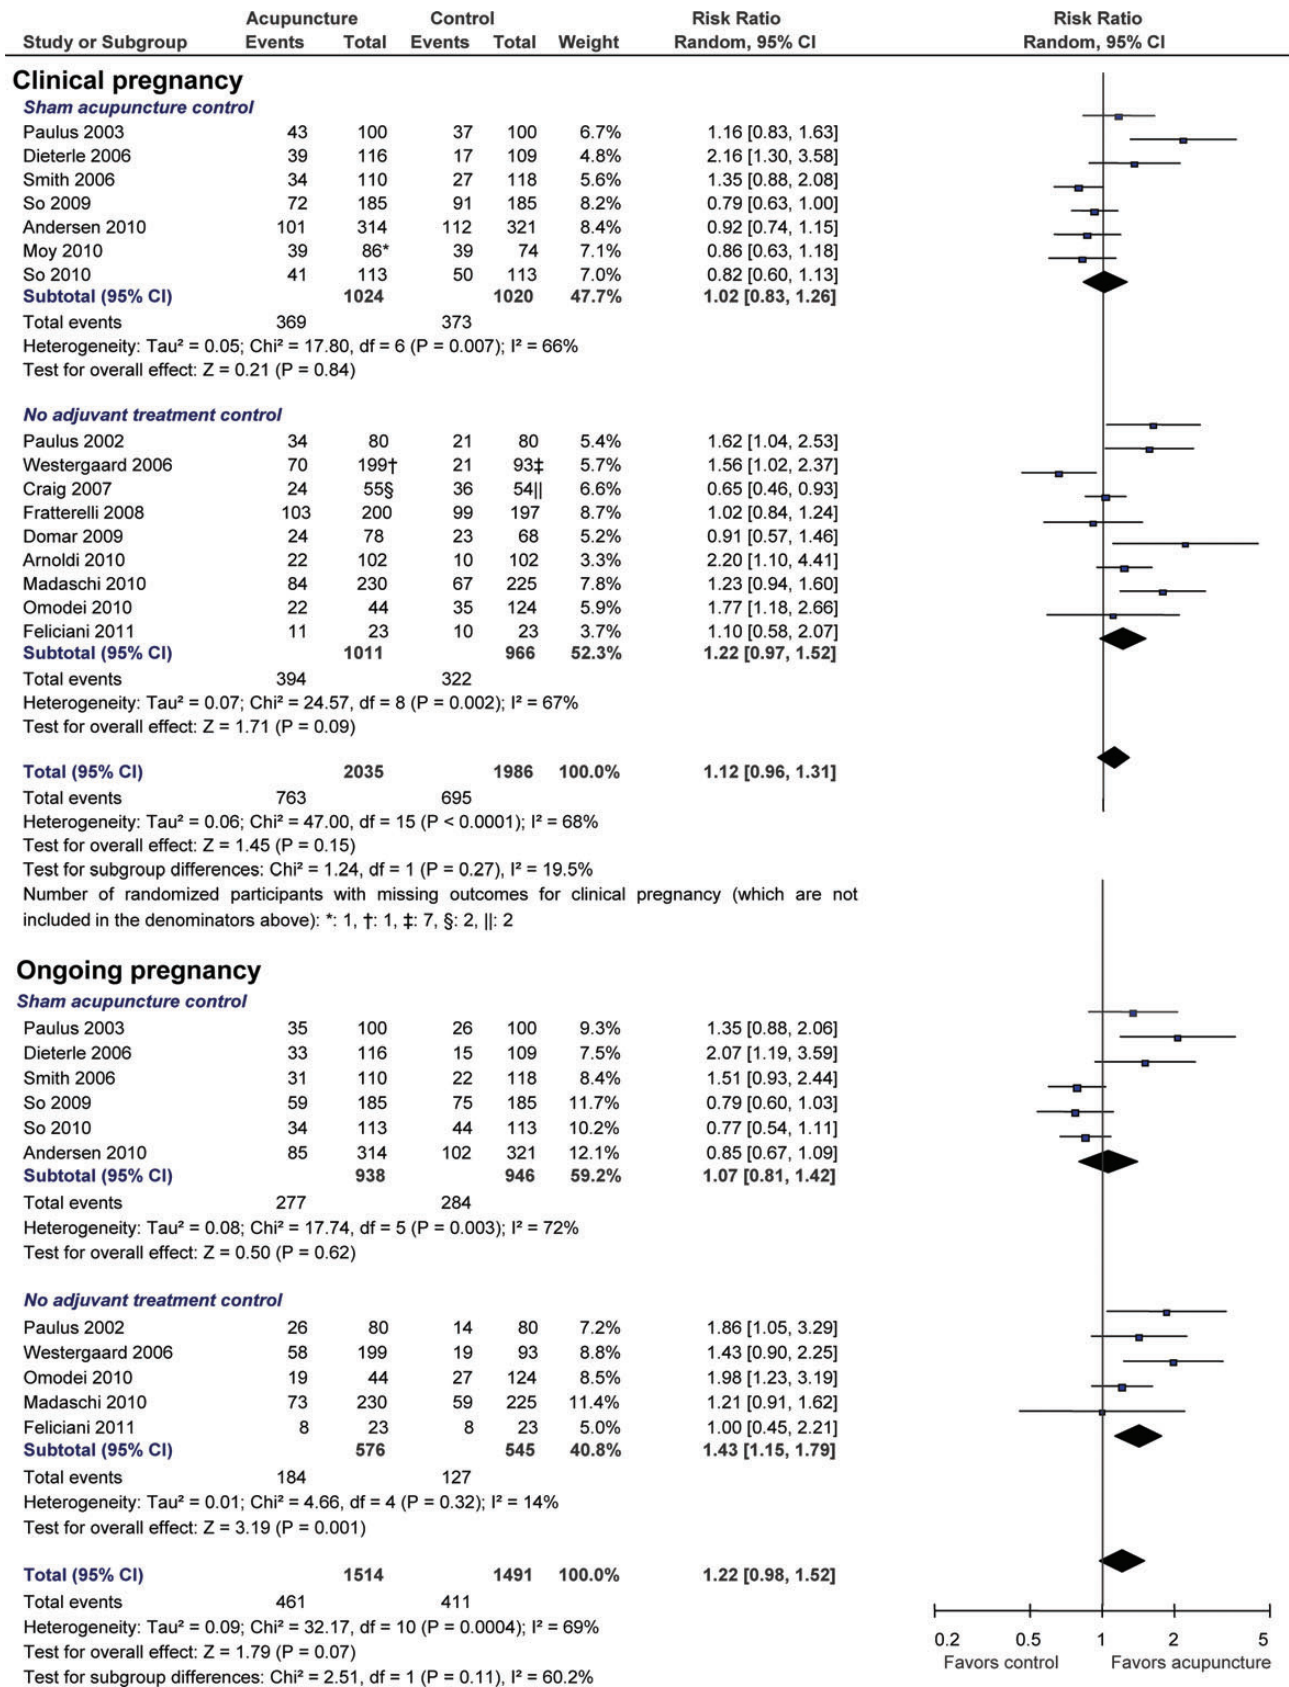 Acupuncture Control Risk Ratio Risk Ratio
Study or Subgroup Events Total Events Total Weight Random, 95% CI Random, 95% CI
Clinical pregnancy
Sham acupuncture control
Paulus 2003 43 100 37 100 6.7% 1.16 [0.83, 1.63]
Dieterle 2006 39 116 17 109 4.8% 2.16 [1.30, 3.58]
Smith 2006 34 110 27 118 5.6% 1.35 [0.88, 2.08]
So 2009 72 185 91 185 8.2% 0.79 [0.63, 1.00]
Andersen 2010 101 314 112 321 8.4% 0.92 [0.74, 1.15]
Moy 2010 39 86* 39 74 7.1% 0.86 [0.63, 1.18]
So 2010 41 113 50 113 7.0% 0.82 [0.60, 1.13]
Subtotal (95% CI) 1024 1020 47.7% 1.02 [0.83, 1.26]
Total events 369 373
Heterogeneity: Tau² = 0.05; Chi² = 17.80, df = 6 (P = 0.007); I² = 66%
Test for overall effect: Z = 0.21 (P = 0.84)
No adjuvant treatment control
Paulus 2002 34 80 21 80 5.4% 1.62 [1.04, 2.53]
Westergaard 2006 70 199† 21 93‡ 5.7% 1.56 [1.02, 2.37]
Craig 2007 24 55§ 36 54|| 6.6% 0.65 [0.46, 0.93]
Fratterelli 2008 103 200 99 197 8.7% 1.02 [0.84, 1.24]
Domar 2009 24 78 23 68 5.2% 0.91 [0.57, 1.46]
Arnoldi 2010 22 102 10 102 3.3% 2.20 [1.10, 4.41]
Madaschi 2010 84 230 67 225 7.8% 1.23 [0.94, 1.60]
Omodei 2010 22 44 35 124 5.9% 1.77 [1.18, 2.66]
Feliciani 2011 11 23 10 23 3.7% 1.10 [0.58, 2.07]
Subtotal (95% CI) 1011 966 52.3% 1.22 [0.97, 1.52]
Total events 394 322
Heterogeneity: Tau² = 0.07; Chi² = 24.57, df = 8 (P = 0.002); I² = 67%
Test for overall effect: Z = 1.71 (P = 0.09)
Total (95% CI) 2035 1986 100.0% 1.12 [0.96, 1.31]
Total events 763 695
Heterogeneity: Tau² = 0.06; Chi² = 47.00, df = 15 (P < 0.0001); I² = 68%
Test for overall effect: Z = 1.45 (P = 0.15)
Test for subgroup differences: Chi² = 1.24, df = 1 (P = 0.27), I² = 19.5%
Number of randomized participants with missing outcomes for clinical pregnancy (which are not
included in the denominators above): *: 1, †: 1, ‡: 7, §: 2, ||: 2
Ongoing pregnancy
Sham acupuncture control
Paulus 2003 35 100 26 100 9.3% 1.35 [0.88, 2.06]
Dieterle 2006 33 116 15 109 7.5% 2.07 [1.19, 3.59]
Smith 2006 31 110 22 118 8.4% 1.51 [0.93, 2.44]
So 2009 59 185 75 185 11.7% 0.79 [0.60, 1.03]
So 2010 34 113 44 113 10.2% 0.77 [0.54, 1.11]
Andersen 2010 85 314 102 321 12.1% 0.85 [0.67, 1.09]
Subtotal (95% CI) 938 946 59.2% 1.07 [0.81, 1.42]
Total events 277 284
Heterogeneity: Tau² = 0.08; Chi² = 17.74, df = 5 (P = 0.003); I² = 72%
Test for overall effect: Z = 0.50 (P = 0.62)
No adjuvant treatment control
Paulus 2002 26 80 14 80 7.2% 1.86 [1.05, 3.29]
Westergaard 2006 58 199 19 93 8.8% 1.43 [0.90, 2.25]
Omodei 2010 19 44 27 124 8.5% 1.98 [1.23, 3.19]
Madaschi 2010 73 230 59 225 11.4% 1.21 [0.91, 1.62]
Feliciani 2011 8 23 8 23 5.0% 1.00 [0.45, 2.21]
Subtotal (95% CI) 576 545 40.8% 1.43 [1.15, 1.79]
Total events 184 127
Heterogeneity: Tau² = 0.01; Chi² = 4.66, df = 4 (P = 0.32); I² = 14%
Test for overall effect: Z = 3.19 (P = 0.001)
Total (95% CI) 1514 1491 100.0% 1.22 [0.98, 1.52]
Total events 461 411
Heterogeneity: Tau² = 0.09; Chi² = 32.17, df = 10 (P = 0.0004); I² = 69%
Test for overall effect: Z = 1.79 (P = 0.07)
Test for subgroup differences: Chi² = 2.51, df = 1 (P = 0.11), I² = 60.2%
0.2 0.5 1 2 5
Favors control Favors acupuncture